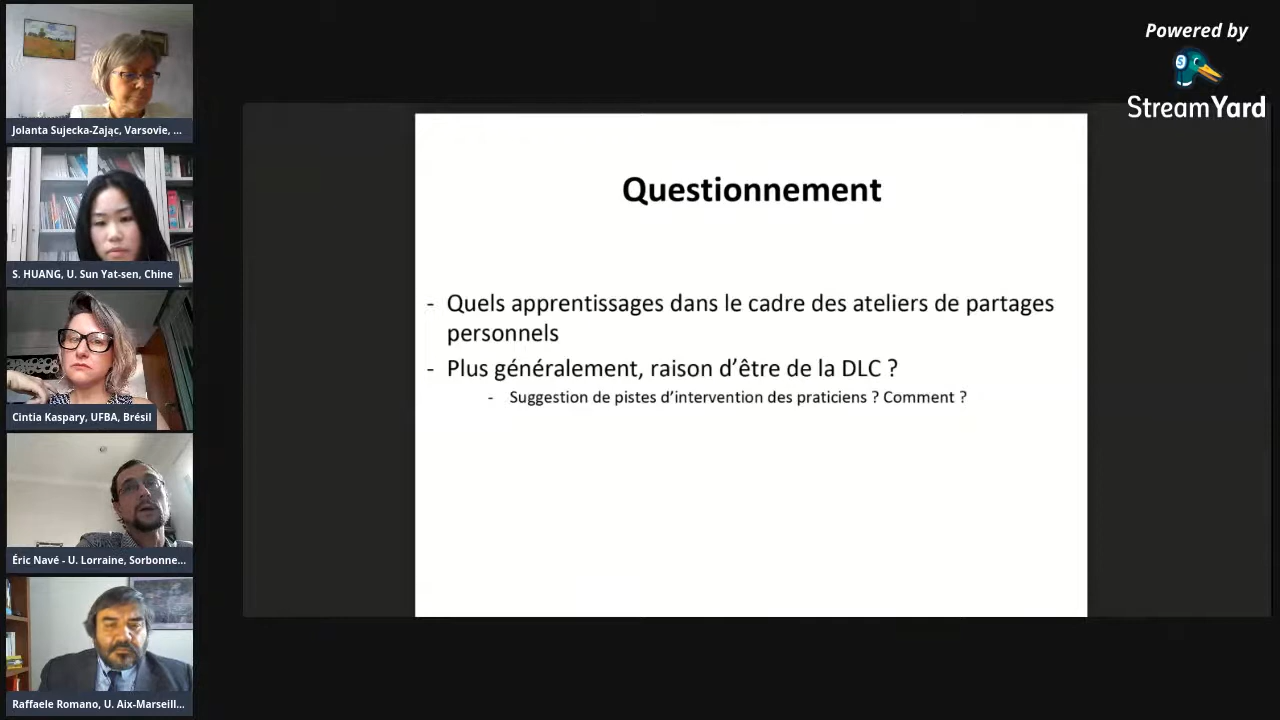 Jolanta Sujecka-Zając, Varsovie, ...
S. HUANG, U. Sun Yat-sen, Chine
Cintia Kaspary, UFBA, Brésil
Éric Navé - U. Lorraine, Sorbonne...
Raffaele Romano, U. Aix-Marseill...
Questionnement
- Quels apprentissages dans le cadre des ateliers de partages
personnels
- Plus généralement, raison d’être de la DLC ?
- Suggestion de pistes d’intervention des praticiens ? Comment ?
Powered by
S
StreamYard